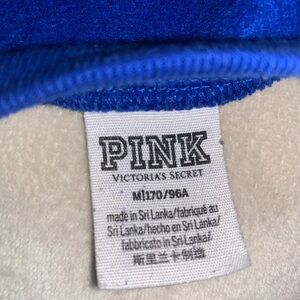 PINK
VICTORIA'S SECRET
M|170/96A
made in Sri Lanka/fabriqué au
Sri Lanka/hecho en Sri Lanka/
fabbricato in Sri Lanka/
斯里兰卡制造